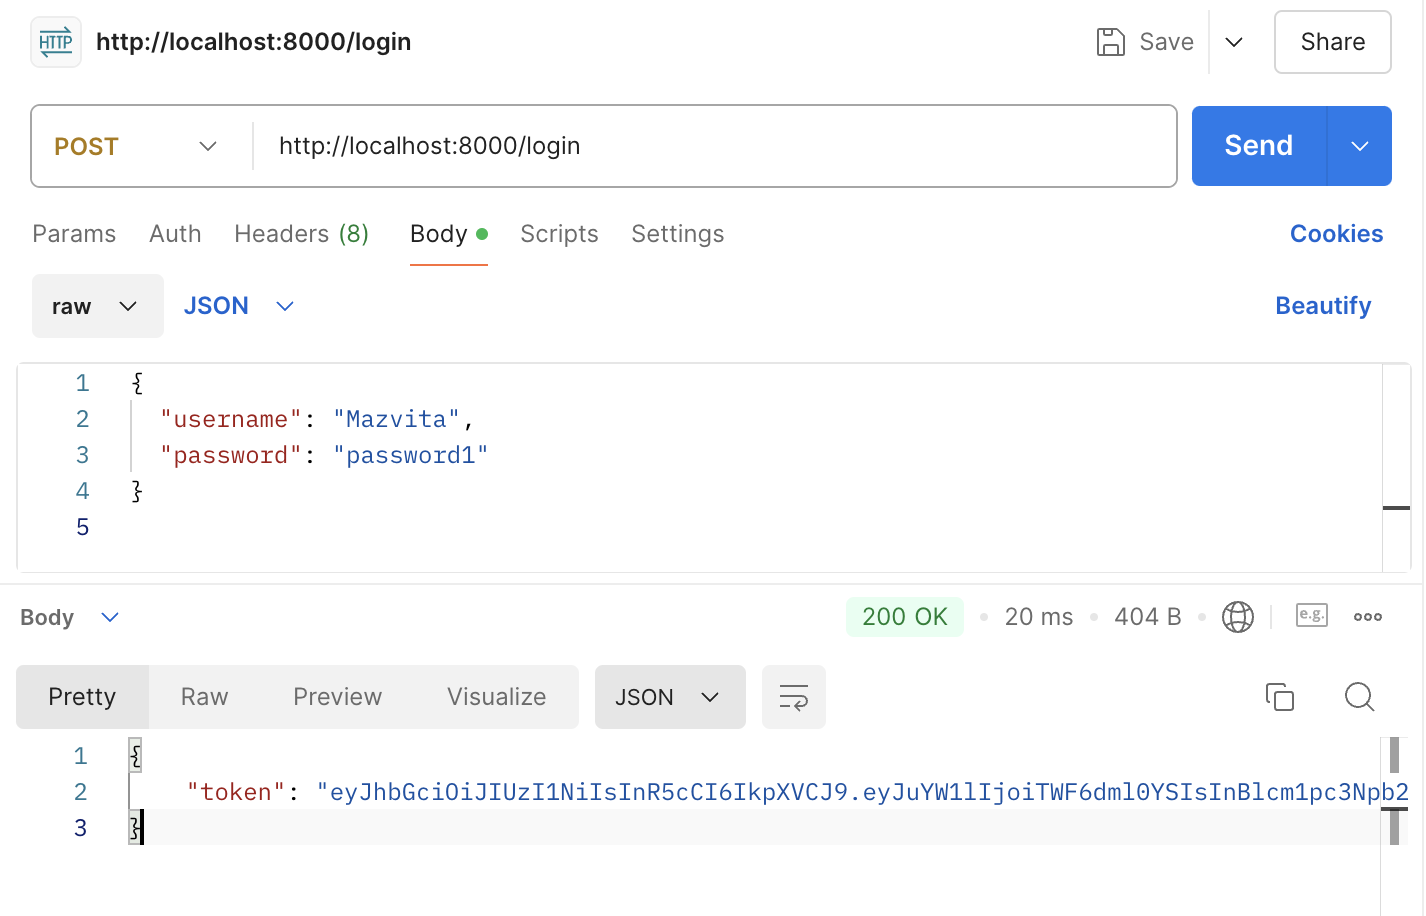 HTTP http://localhost:8000/login Save Share
POST http://localhost:8000/login Send
Params Auth Headers (8) Body Scripts Settings Cookies
raw JSON Beautify
1 {
2 "username": "Mazvita",
3 "password": "password1"
4 }
5
Body 200 OK 20 ms 404 B e.g.
Pretty Raw Preview Visualize JSON
1 {
2 "token": "eyJhbGciOiJIUzI1NiIsInR5cCI6IkpXVCJ9.eyJuYW1lIjoiTWF6dml0YSIsInBlcm1pc3Npb2
3 }